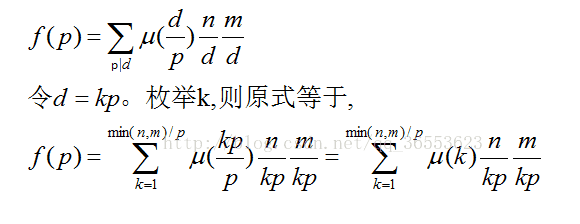 f(p) = ∑_{p|d} μ(d/p) n/d m/d
令d = kp。枚举k,则原式等于,
f(p) = ∑_{k=1}^{min(n,m)/p} μ(kp/p) n/kp m/kp = ∑_{k=1}^{min(n,m)/p} μ(k) n/kp m/kp